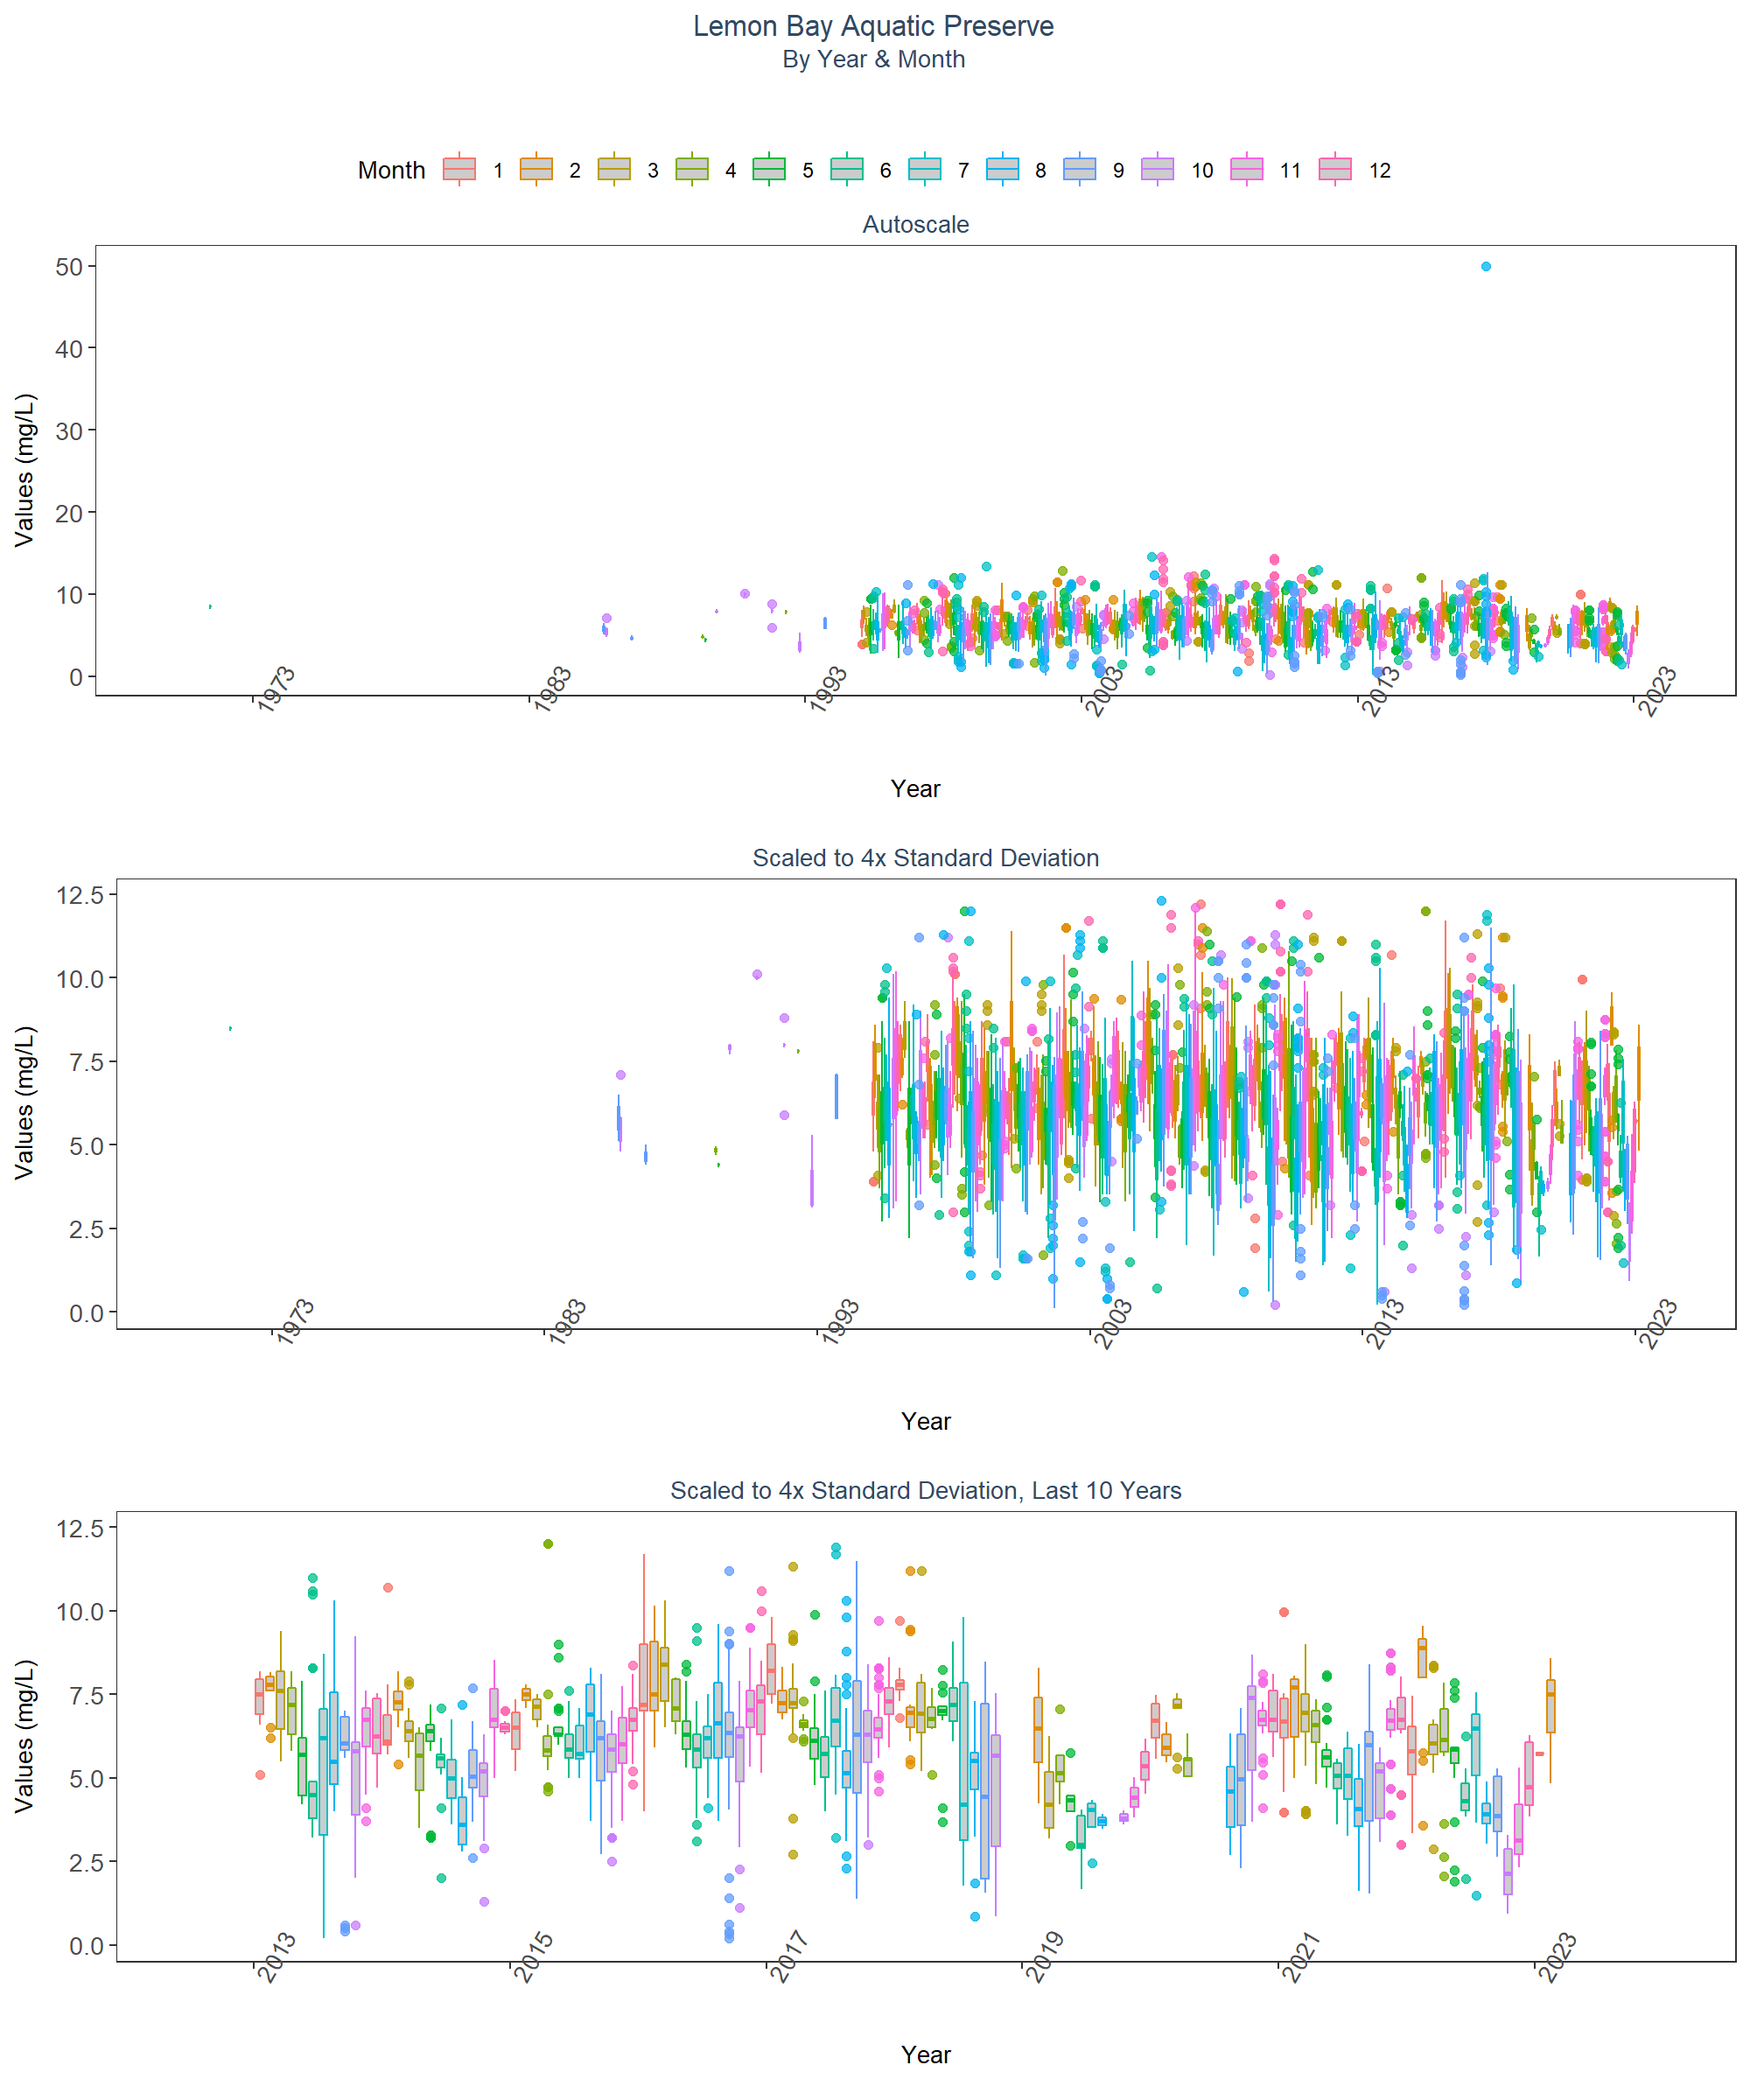 Lemon Bay Aquatic Preserve
By Year & Month
Month 1 2 3 4 5 6 7 8 9 10 11 12
Autoscale
Values (mg/L)
50
40
30
20
10
0
1973 1983 1993 2003 2013 2023
Year
Scaled to 4x Standard Deviation
Values (mg/L)
12.5
10.0
7.5
5.0
2.5
0.0
1973 1983 1993 2003 2013 2023
Year
Scaled to 4x Standard Deviation, Last 10 Years
Values (mg/L)
12.5
10.0
7.5
5.0
2.5
0.0
2013 2015 2017 2019 2021 2023
Year